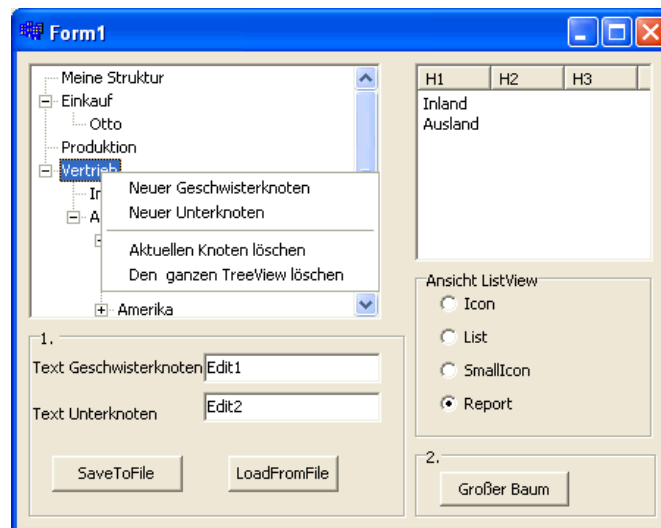 Form1
Meine Struktur
Einkauf
Otto
Produktion
Vertrieb
A
Amerika
Neuer Geschwisterknoten
Neuer Unterknoten
Aktuellen Knoten löschen
Den ganzen TreeView löschen
H1 H2 H3
Inland
Ausland
Ansicht ListView
Icon
List
SmallIcon
Report
1.
Text Geschwisterknoten Edit1
Text Unterknoten Edit2
SaveToFile LoadFromFile
2.
Großer Baum